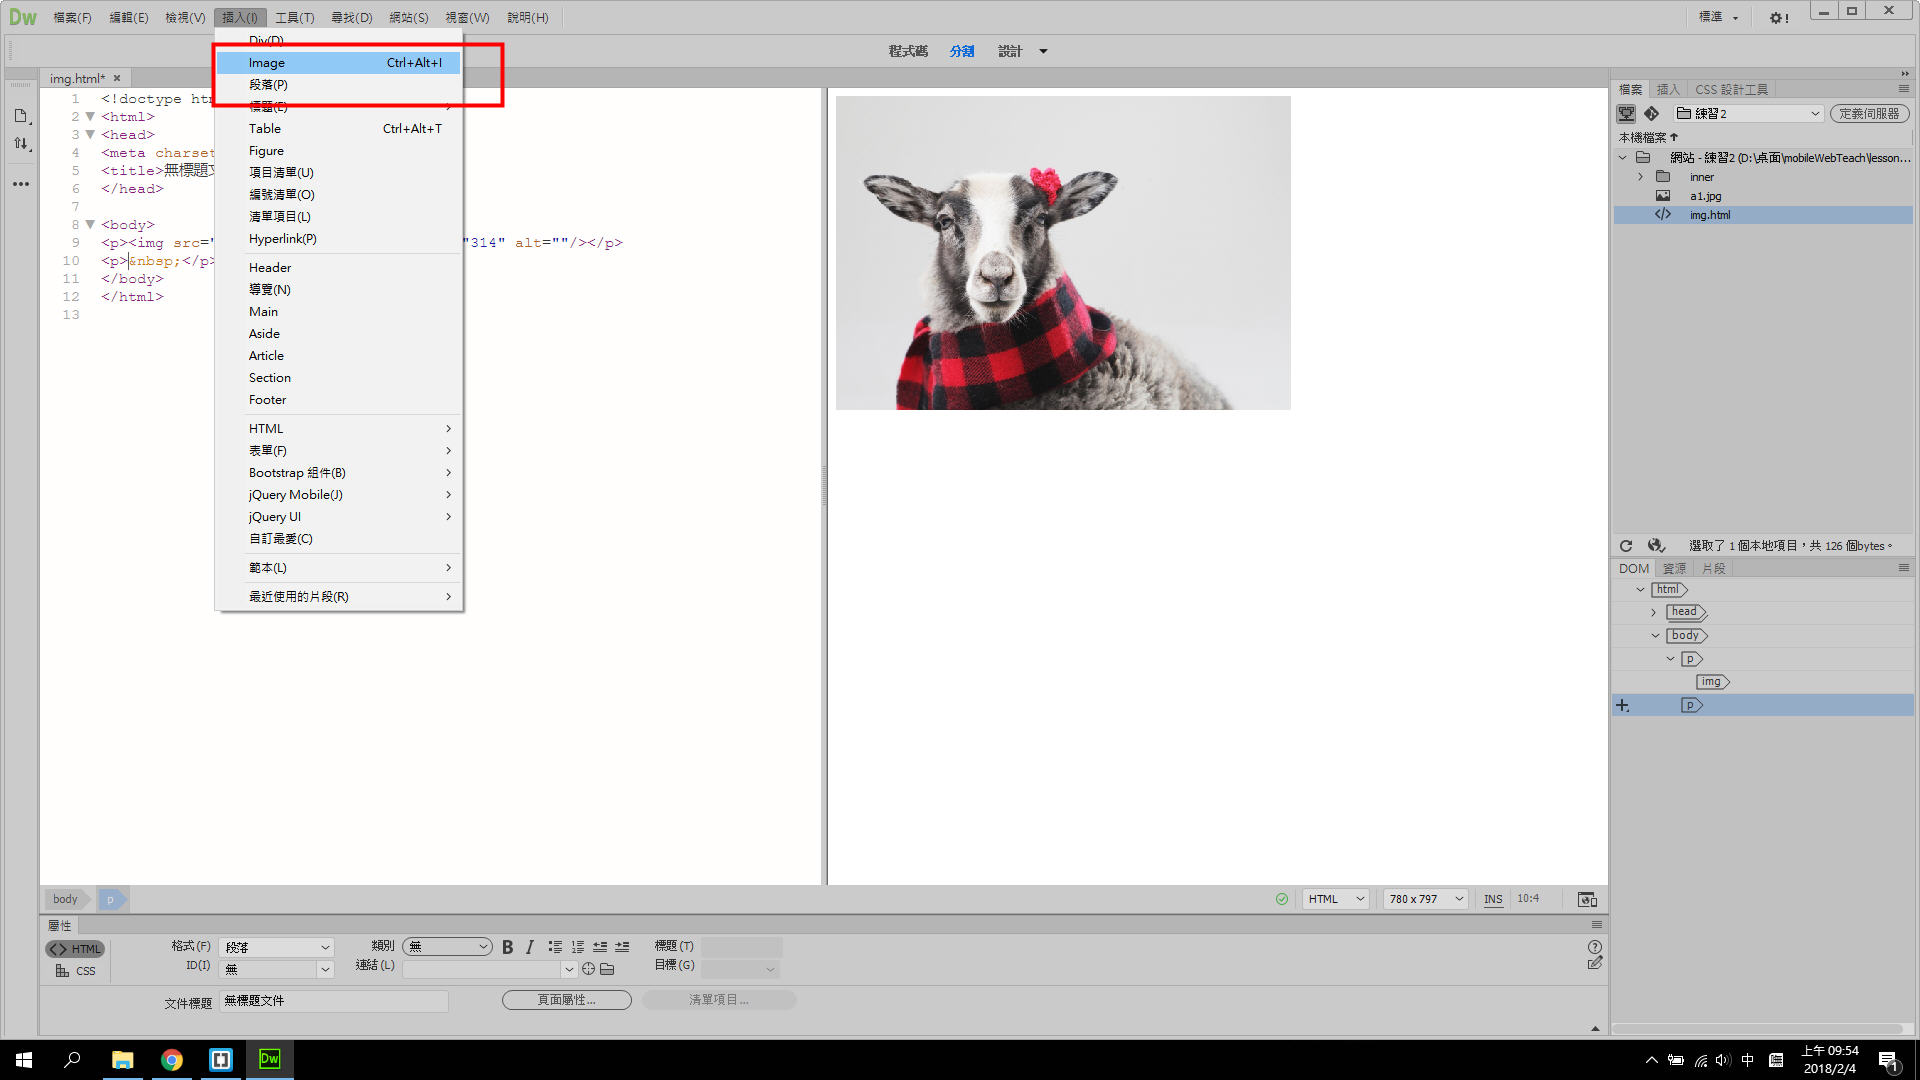 Dw 檔案(F) 編輯(E) 檢視(V) 插入(I) 工具(T) 尋找(D) 網站(S) 視窗(W) 說明(H) 標準
程式碼 分割 設計
img.html*
Div(D)
Image Ctrl+Alt+I
段落(P)
標題(E)
Table Ctrl+Alt+T
Figure
項目清單(U)
編號清單(O)
清單項目(L)
Hyperlink(P)
Header
導覽(N)
Main
Aside
Article
Section
Footer
HTML
表單(F)
Bootstrap 組件(B)
jQuery Mobile(J)
jQuery UI
自訂最愛(C)
範本(L)
最近使用的片段(R)
1 <!doctype
2 <html>
3 <head>
4 <meta charset
5 <title>無標題
6 </head>
7
8 <body>
9 <p><img src=" "314" alt=""/></p>
10 <p>&nbsp;</p>
11 </body>
12 </html>
13
檔案 插入 CSS 設計工具
練習2 定義伺服器
本機檔案
網站 - 練習2 (D:\桌面\mobileWebTeach\lesson...
inner
a1.jpg
img.html
選取了 1 個本地項目，共 126 個bytes。
DOM 資源 片段
html
head
body
p
img
p
body p HTML 780 x 797 INS 10:4
屬性
HTML 格式(F) 段落 類別 無 B I 標題(T)
CSS ID(I) 無 連結(L) 目標(G)
文件標題 無標題文件 頁面屬性... 清單項目...
Dw 中 上午 09:54
2018/2/4 1